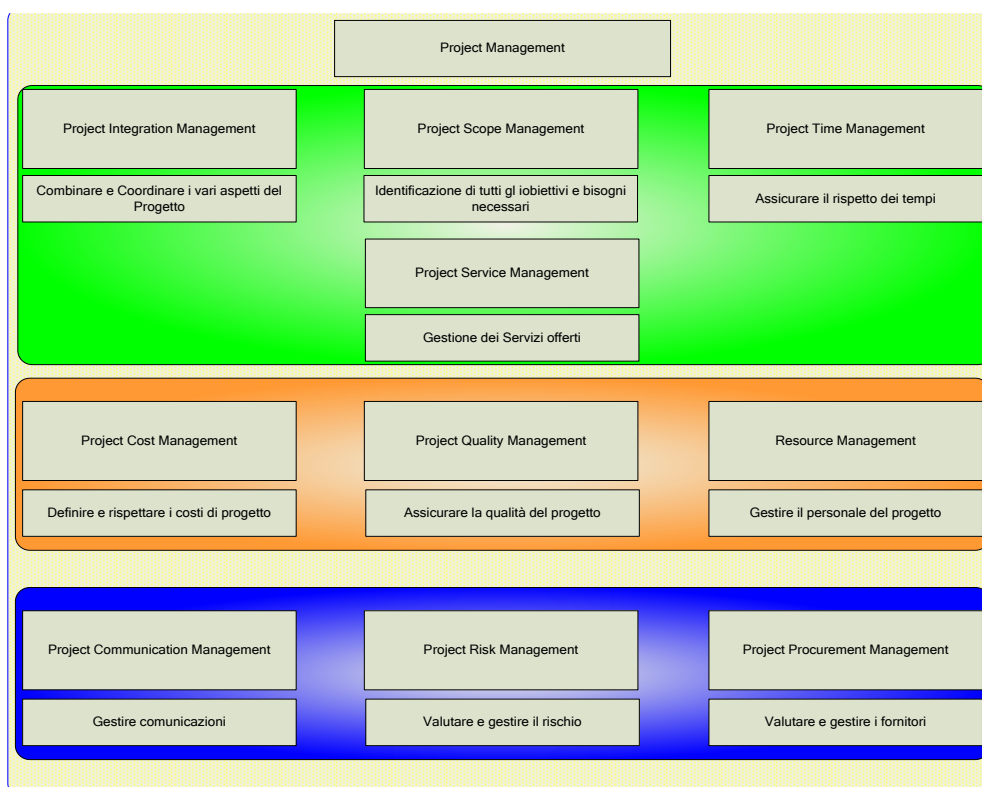 Project Management
Project Integration Management
Project Scope Management
Project Time Management
Combinare e Coordinare i vari aspetti del
Progetto
Identificazione di tutti gl iobiettivi e bisogni
necessari
Assicurare il rispetto dei tempi
Project Service Management
Gestione dei Servizi offerti
Project Cost Management
Project Quality Management
Resource Management
Definire e rispettare i costi di progetto
Assicurare la qualità del progetto
Gestire il personale del progetto
Project Communication Management
Project Risk Management
Project Procurement Management
Gestire comunicazioni
Valutare e gestire il rischio
Valutare e gestire i fornitori